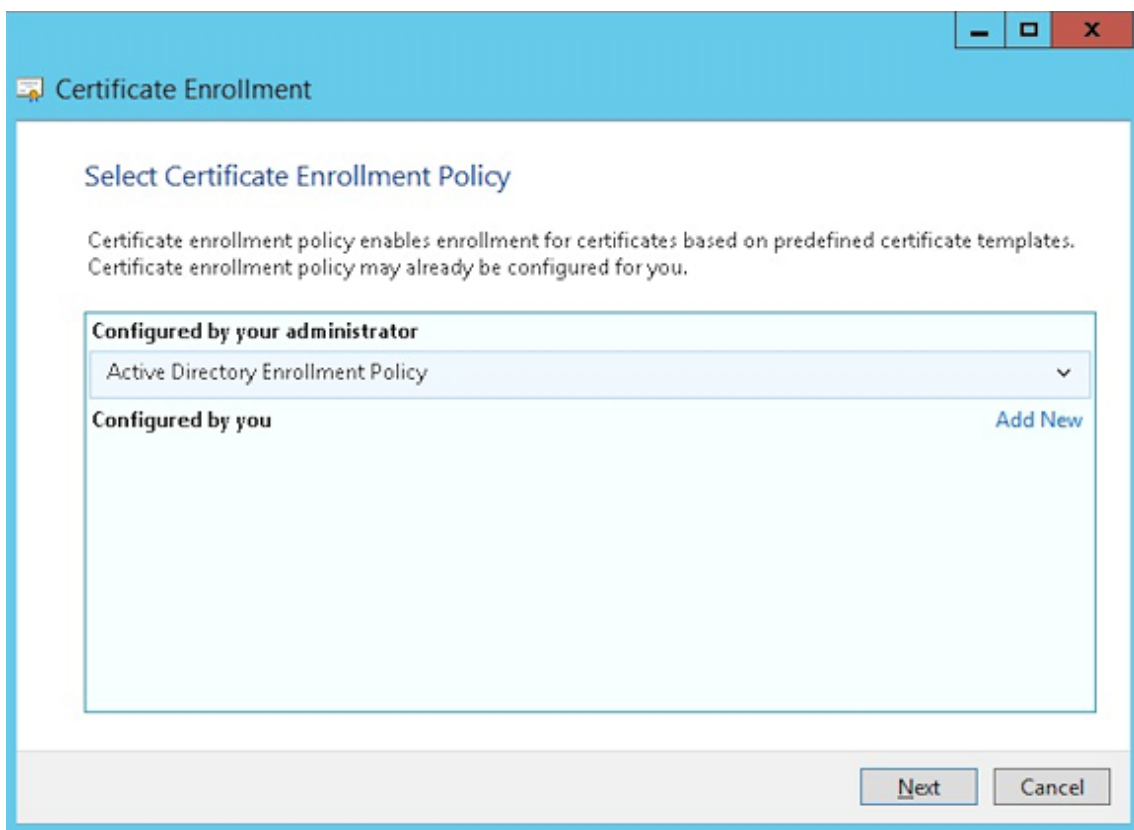 Certificate Enrollment
Select Certificate Enrollment Policy
Certificate enrollment policy enables enrollment for certificates based on predefined certificate templates.
Certificate enrollment policy may already be configured for you.
Configured by your administrator
Active Directory Enrollment Policy
Configured by you Add New
Next Cancel